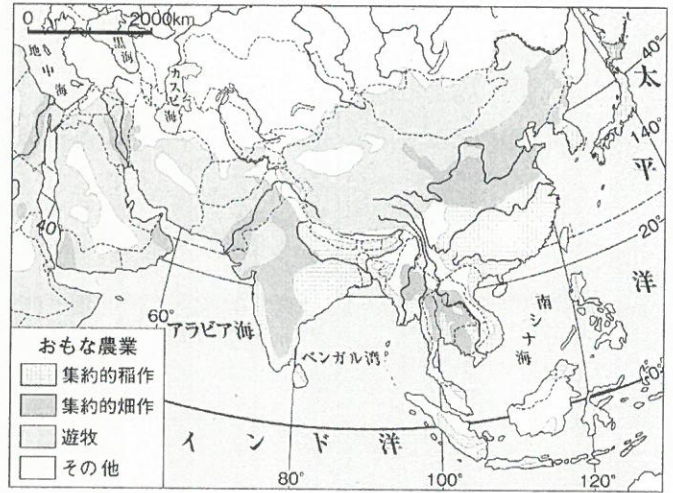 0 2000km
地中海
黒海
カスピ海
太平洋
40°
140°
20°
40
60°
アラビア海
ベンガル湾
南シナ海
0°
おもな農業
集約的稲作
集約的畑作
遊牧
その他
インド洋
80°
100°
120°